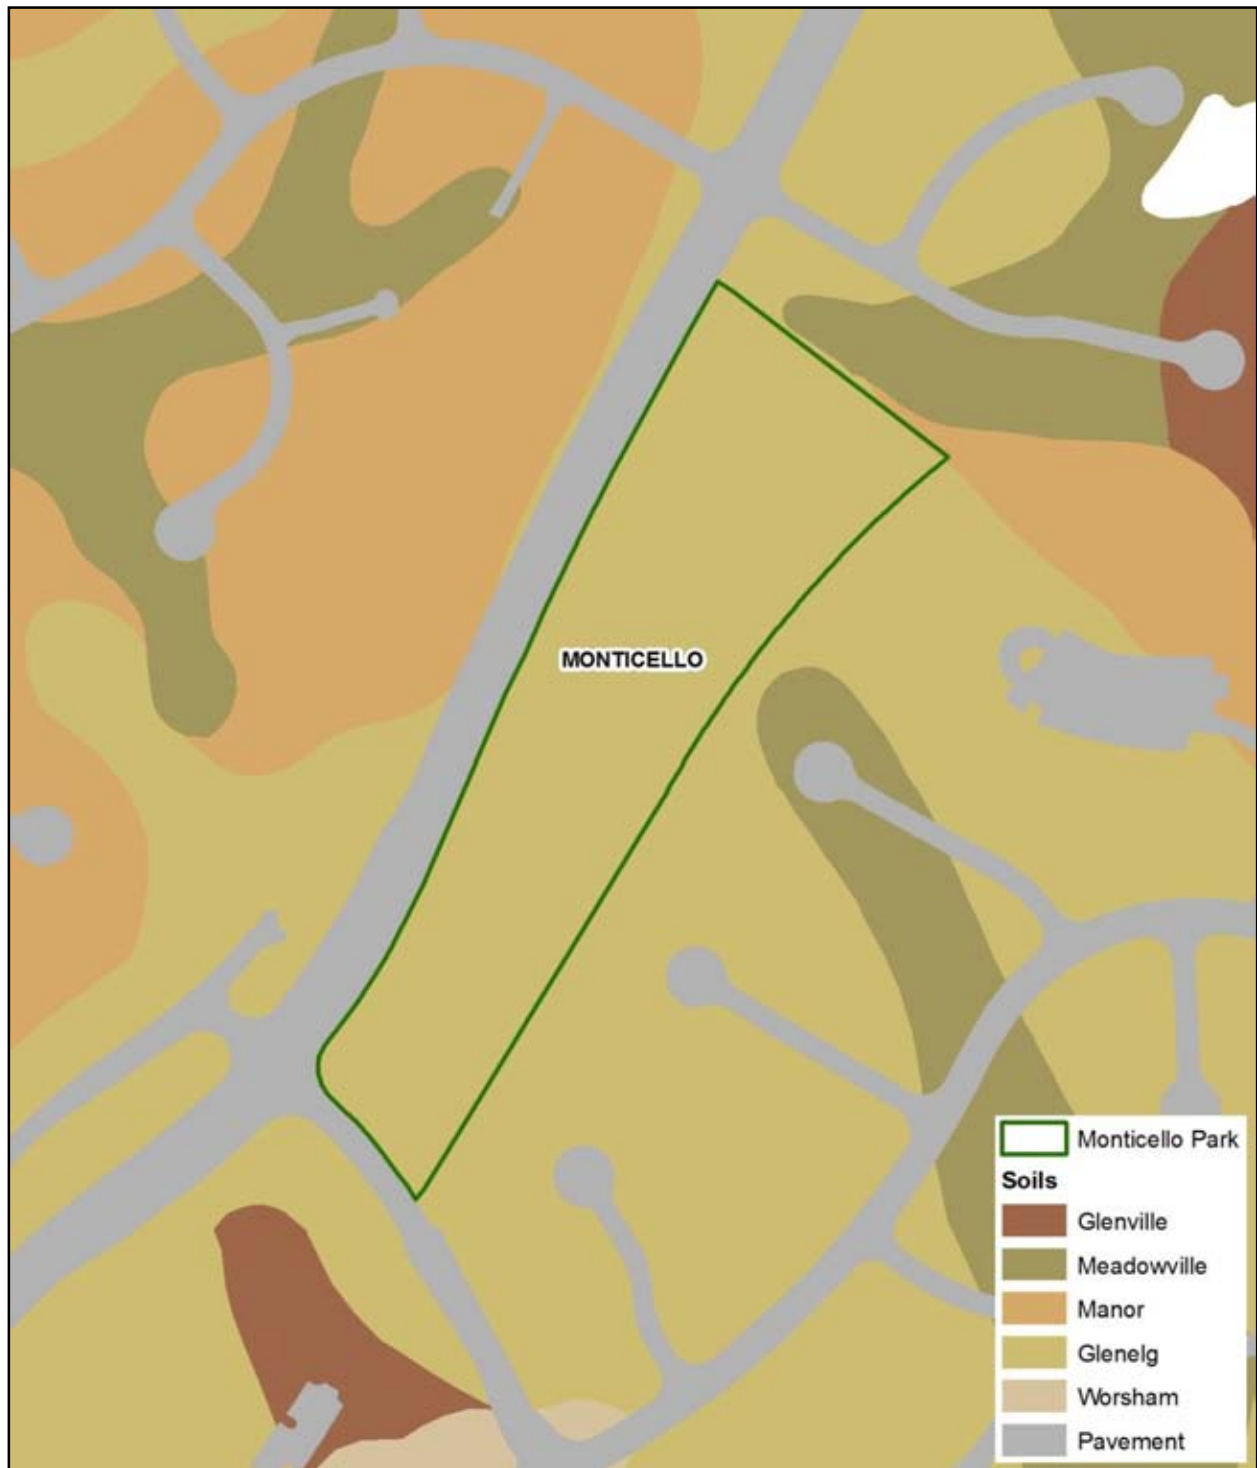 MONTICELLO
Monticello Park
Soils
Glenville
Meadowville
Manor
Glenelg
Worsham
Pavement